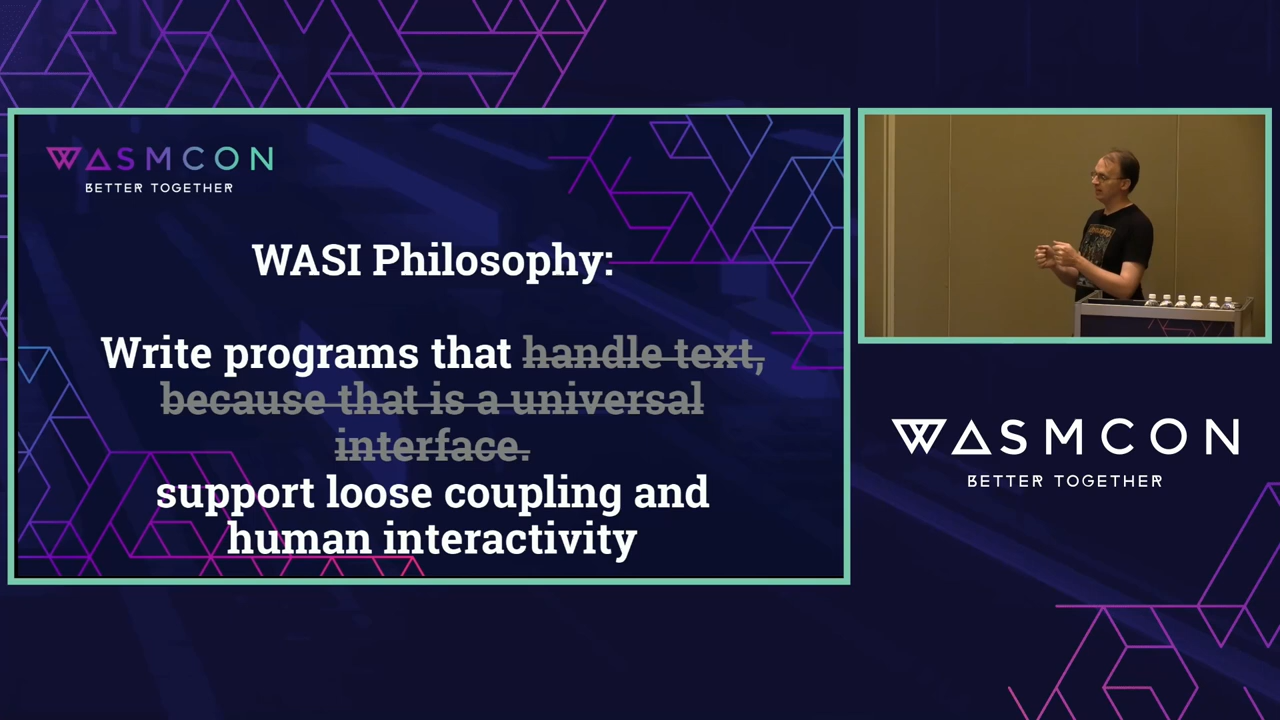 WASMCON
BETTER TOGETHER
WASI Philosophy:
Write programs that handle text,
because that is a universal
interface.
support loose coupling and
human interactivity
WASMCON
BETTER TOGETHER